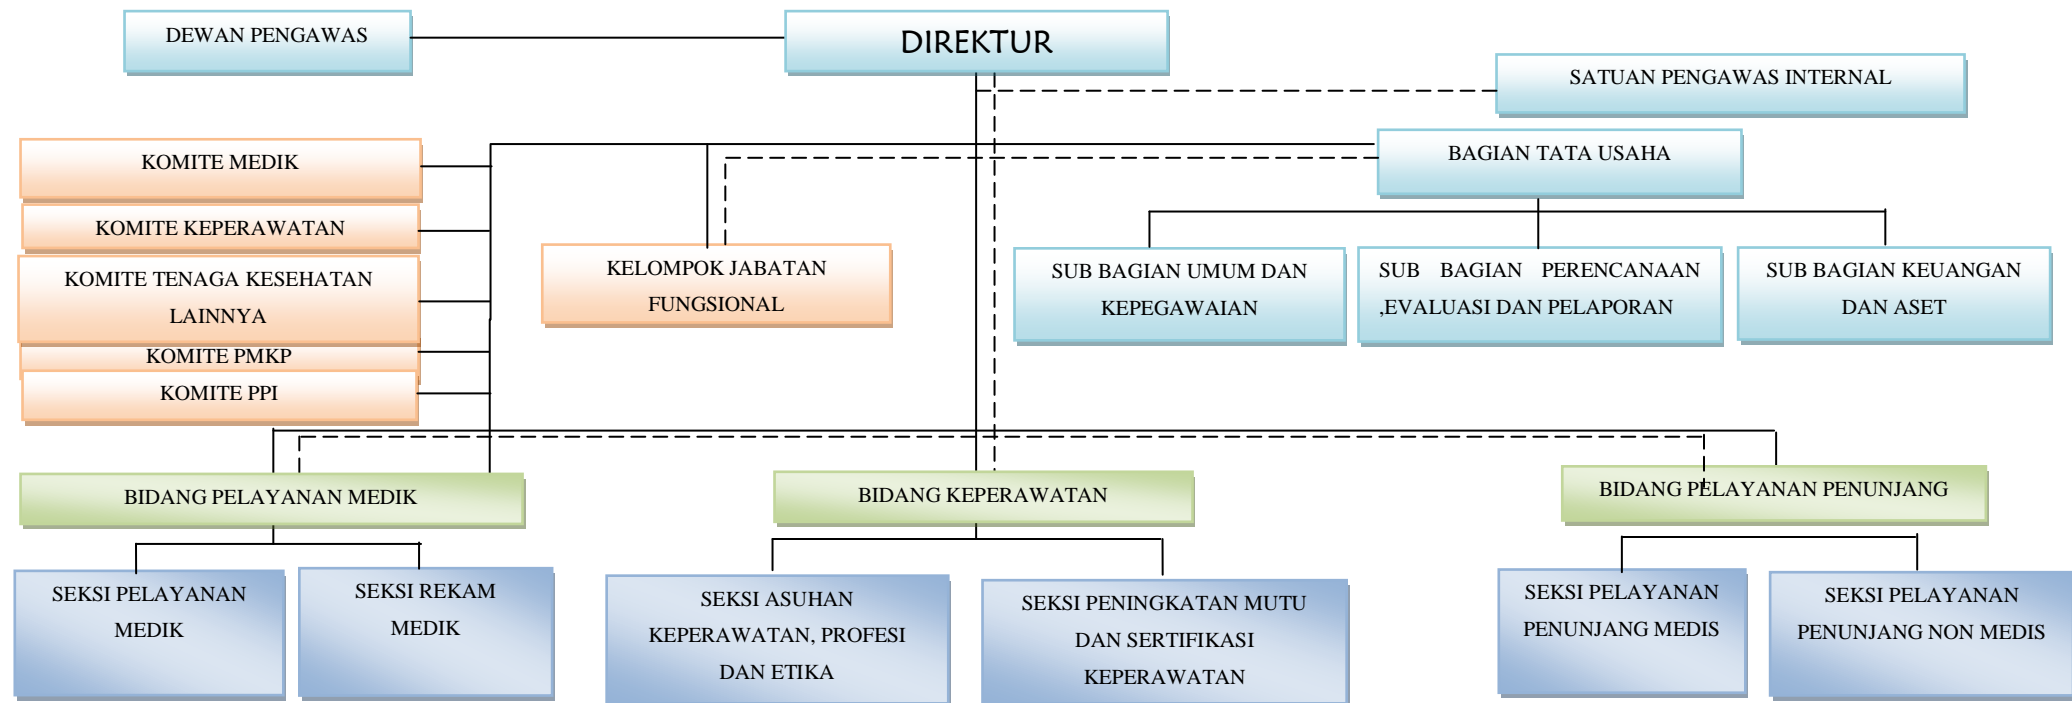 DEWAN PENGAWAS
DIREKTUR
SATUAN PENGAWAS INTERNAL
BAGIAN TATA USAHA
KOMITE MEDIK
KOMITE KEPERAWATAN
KOMITE TENAGA KESEHATAN
LAINNYA
KOMITE PMKP
KOMITE PPI
KELOMPOK JABATAN
FUNGSIONAL
SUB BAGIAN UMUM DAN
KEPEGAWAIAN
SUB BAGIAN PERENCANAAN
,EVALUASI DAN PELAPORAN
SUB BAGIAN KEUANGAN
DAN ASET
BIDANG PELAYANAN MEDIK
BIDANG KEPERAWATAN
BIDANG PELAYANAN PENUNJANG
SEKSI PELAYANAN
MEDIK
SEKSI REKAM
MEDIK
SEKSI ASUHAN
KEPERAWATAN, PROFESI
DAN ETIKA
SEKSI PENINGKATAN MUTU
DAN SERTIFIKASI
KEPERAWATAN
SEKSI PELAYANAN
PENUNJANG MEDIS
SEKSI PELAYANAN
PENUNJANG NON MEDIS